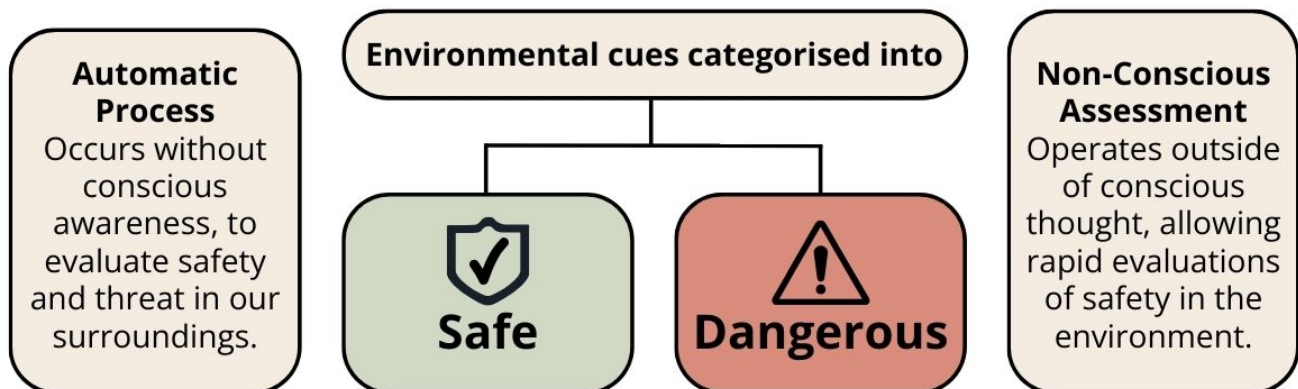 Automatic
Process
Occurs without
conscious
awareness, to
evaluate safety
and threat in our
surroundings.
Environmental cues categorised into
Safe
Dangerous
Non-Conscious
Assessment
Operates outside
of conscious
thought, allowing
rapid evaluations
of safety in the
environment.